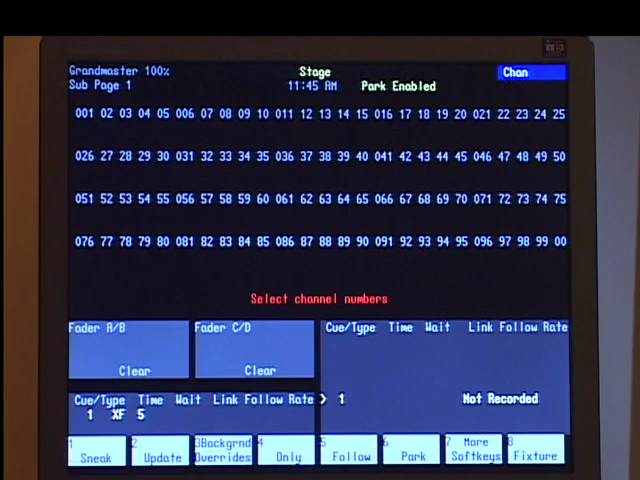 Grandmaster 100% Stage Chan
Sub Page 1 11:45 AM Park Enabled
001 02 03 04 05 006 07 08 09 10 011 12 13 14 15 016 17 18 19 20 021 22 23 24 25
026 27 28 29 30 031 32 33 34 35 036 37 38 39 40 041 42 43 44 45 046 47 48 49 50
051 52 53 54 55 056 57 58 59 60 061 62 63 64 65 066 67 68 69 70 071 72 73 74 75
076 77 78 79 80 081 82 83 84 85 086 87 88 89 90 091 92 93 94 95 096 97 98 99 00
Select channel numbers
Fader A/B Fader C/D Cue/Type Time Wait Link Follow Rate
Clear Clear
Cue/Type Time Wait Link Follow Rate > 1 Not Recorded
1 XF 5
1 2 3Backgrnd 4 5 6 7 More 8
Sneak Update Overrides Only Follow Park Softkeys Fixture